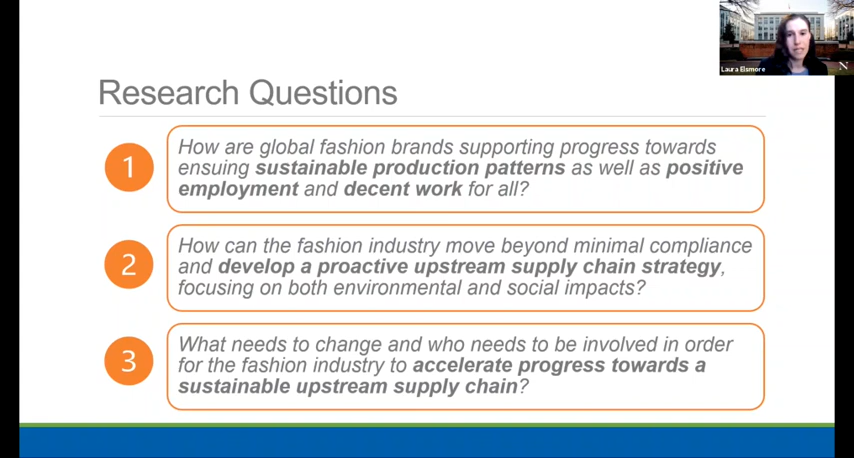 Laura Elsmore
Research Questions
1
How are global fashion brands supporting progress towards
ensuing sustainable production patterns as well as positive
employment and decent work for all?
2
How can the fashion industry move beyond minimal compliance
and develop a proactive upstream supply chain strategy,
focusing on both environmental and social impacts?
3
What needs to change and who needs to be involved in order
for the fashion industry to accelerate progress towards a
sustainable upstream supply chain?